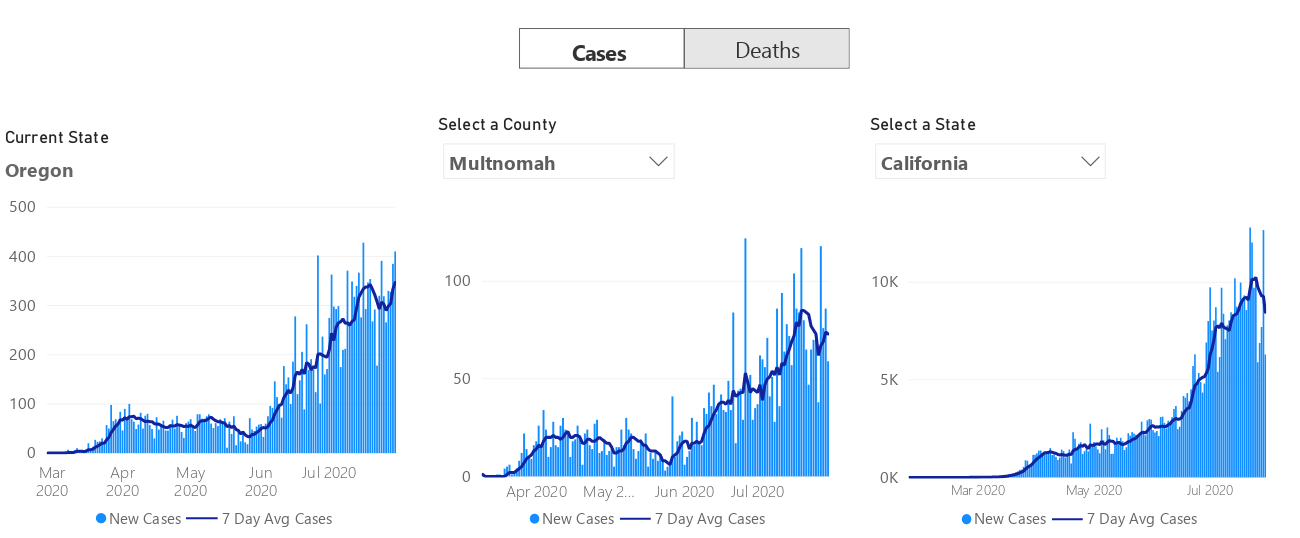 Cases
Deaths
Current State
Oregon
500
400
300
200
100
0
Mar 2020
Apr 2020
May 2020
Jun 2020
Jul 2020
New Cases
7 Day Avg Cases
Select a County
Multnomah
100
50
0
Apr 2020
May 2...
Jun 2020
Jul 2020
New Cases
7 Day Avg Cases
Select a State
California
10K
5K
0K
Mar 2020
May 2020
Jul 2020
New Cases
7 Day Avg Cases